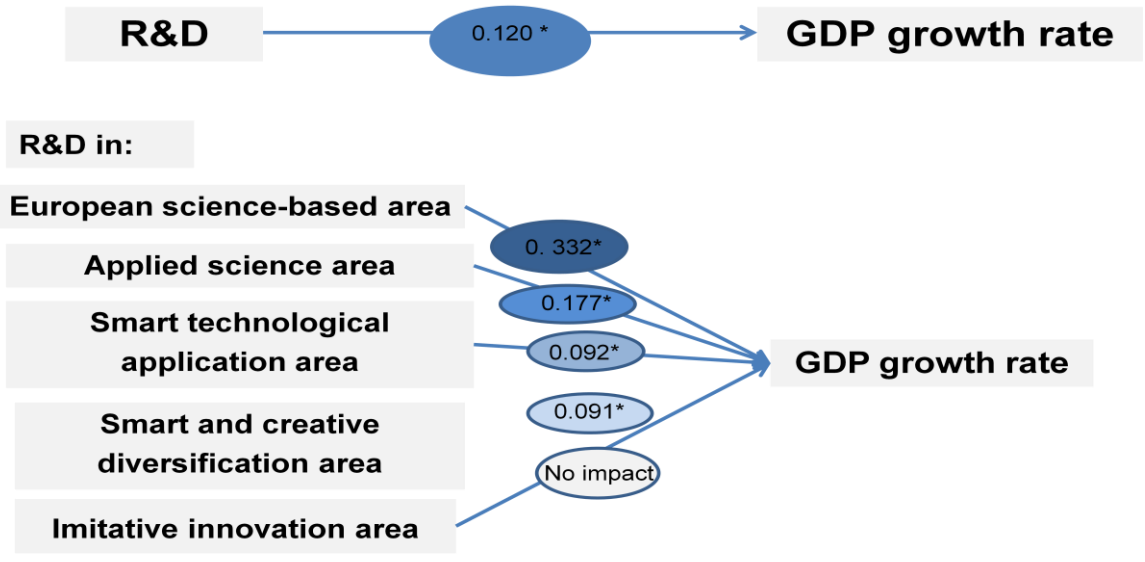 R&D
0.120 *
GDP growth rate
R&D in:
European science-based area
0. 332*
Applied science area
0.177*
Smart technological
application area
0.092*
GDP growth rate
Smart and creative
diversification area
0.091*
No impact
Imitative innovation area